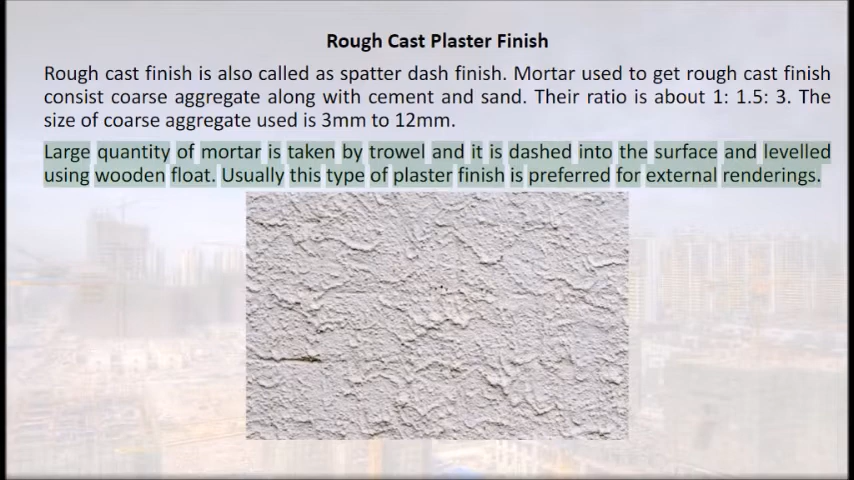 Rough Cast Plaster Finish
Rough cast finish is also called as spatter dash finish. Mortar used to get rough cast finish
consist coarse aggregate along with cement and sand. Their ratio is about 1: 1.5: 3. The
size of coarse aggregate used is 3mm to 12mm.
Large quantity of mortar is taken by trowel and it is dashed into the surface and levelled
using wooden float. Usually this type of plaster finish is preferred for external renderings.